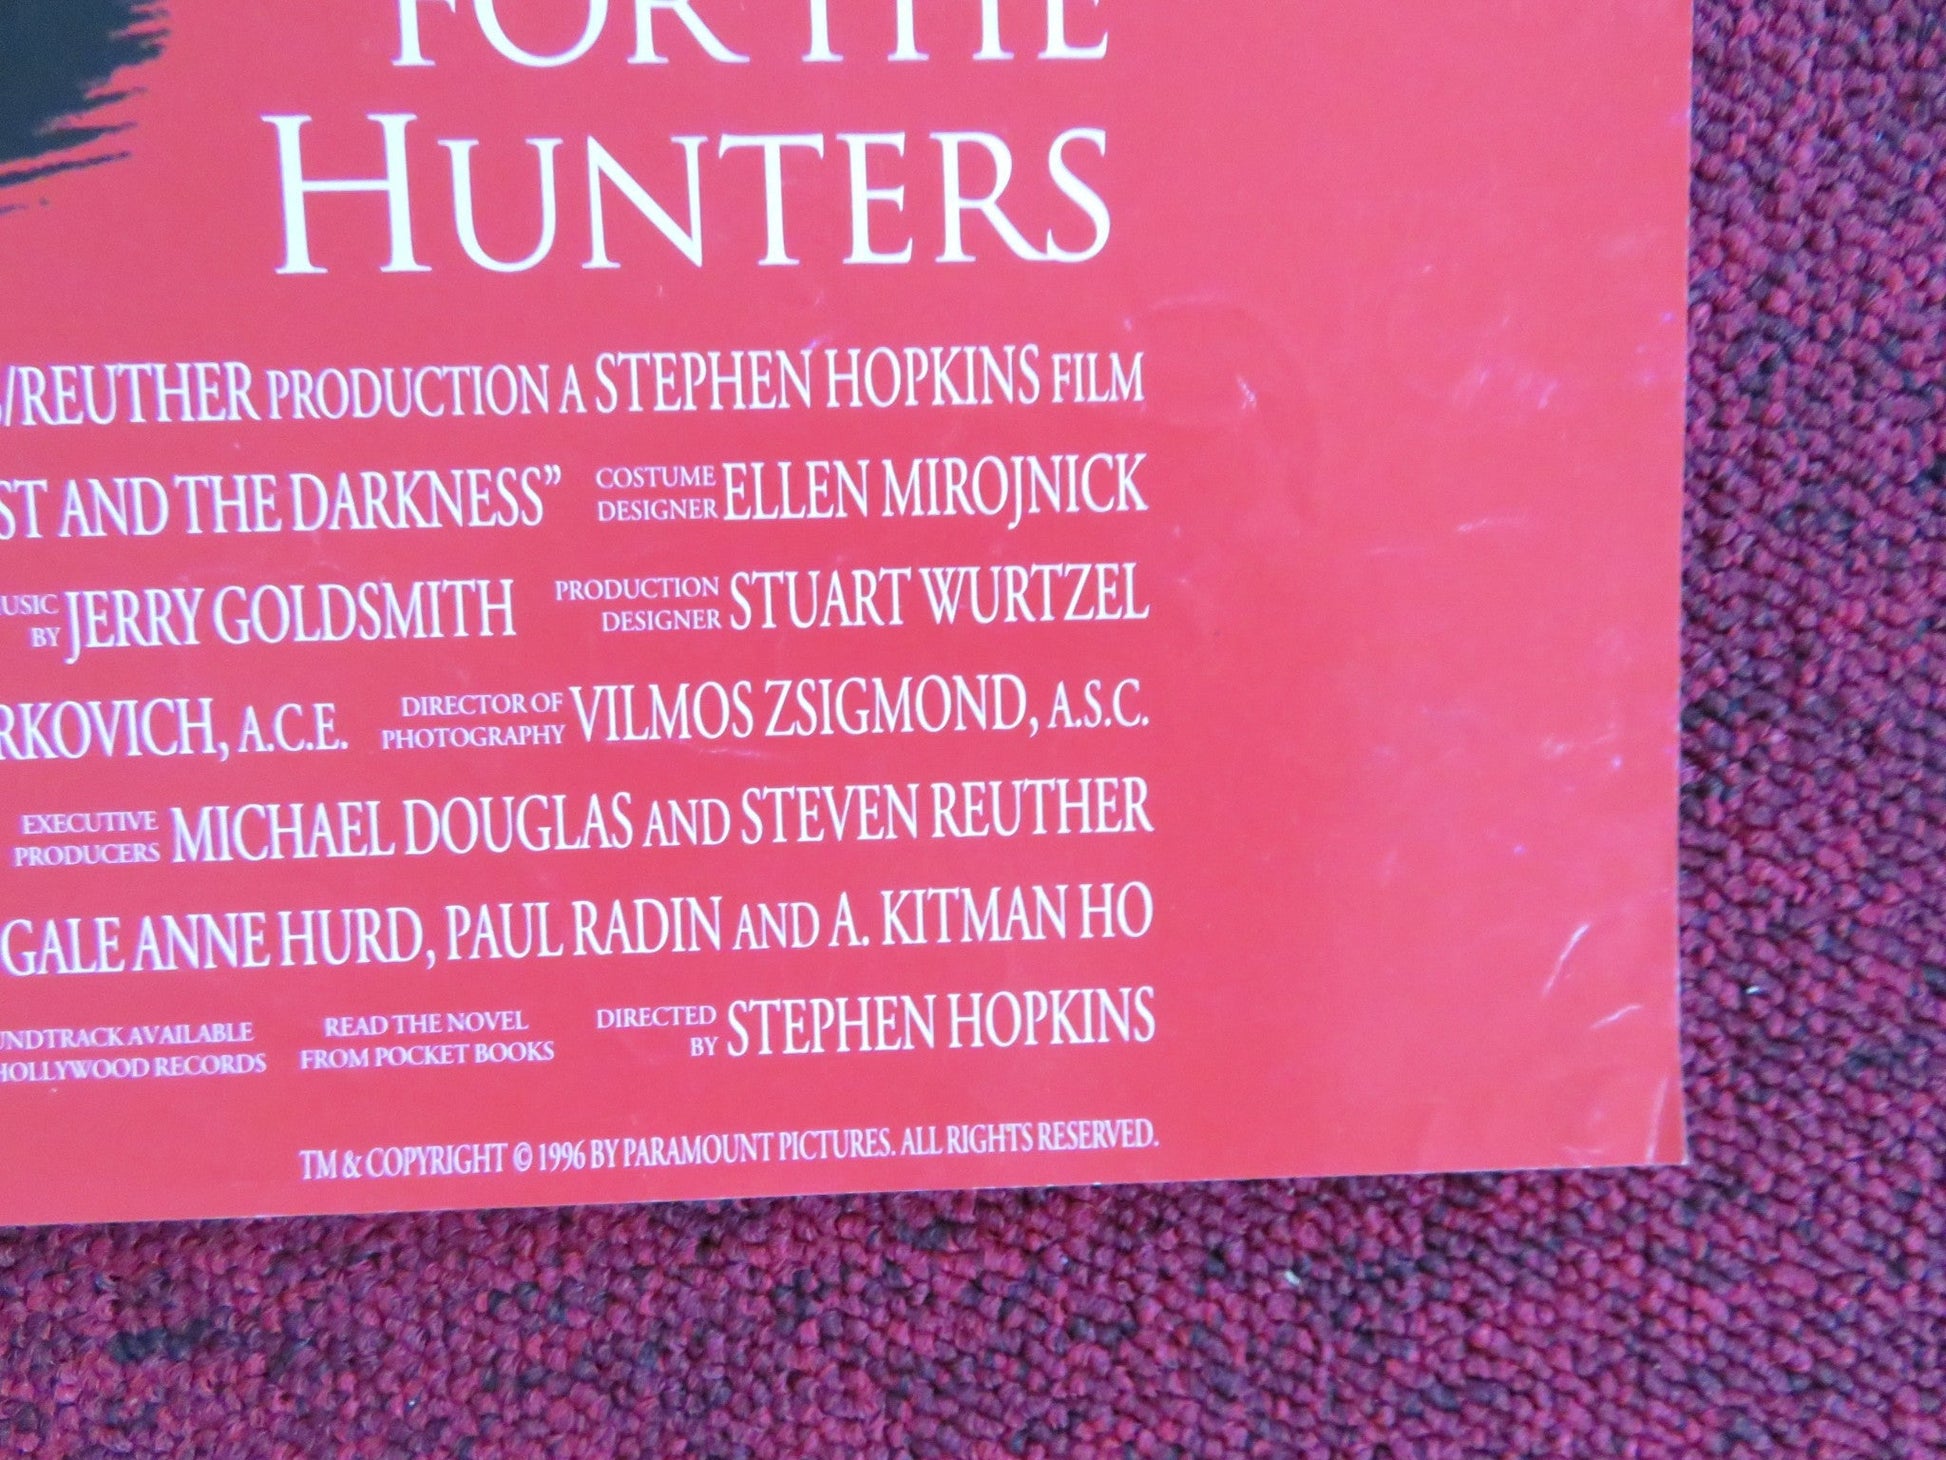 FOR THE
HUNTERS
/REUTHER PRODUCTION A STEPHEN HOPKINS FILM
AND THE DARKNESS” COSTUME DESIGNER ELLEN MIROJNICK
BY JERRY GOLDSMITH PRODUCTION DESIGNER STUART WURTZEL
RKOVICH, A.C.E. DIRECTOR OF PHOTOGRAPHY VILMOS ZSIGMOND, A.S.C.
EXECUTIVE PRODUCERS MICHAEL DOUGLAS AND STEVEN REUTHER
GALE ANNE HURD, PAUL RADIN AND A. KITMAN HO
UNDTRACK AVAILABLE READ THE NOVEL DIRECTED
HOLLYWOOD RECORDS FROM POCKET BOOKS BY STEPHEN HOPKINS
TM & COPYRIGHT © 1996 BY PARAMOUNT PICTURES. ALL RIGHTS RESERVED.